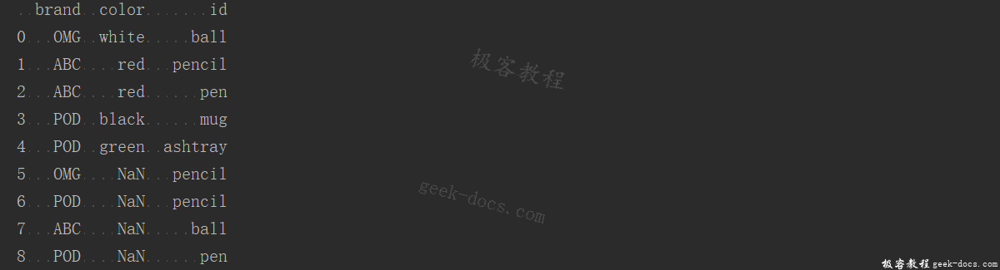 brand color id
0 OMG white ball
1 ABC red pencil
2 ABC red pen
3 POD black mug
4 POD green ashtray
5 OMG NaN pencil
6 POD NaN pencil
7 ABC NaN ball
8 POD NaN pen
极客教程
geek-docs.com
极客教程 geek-docs.com